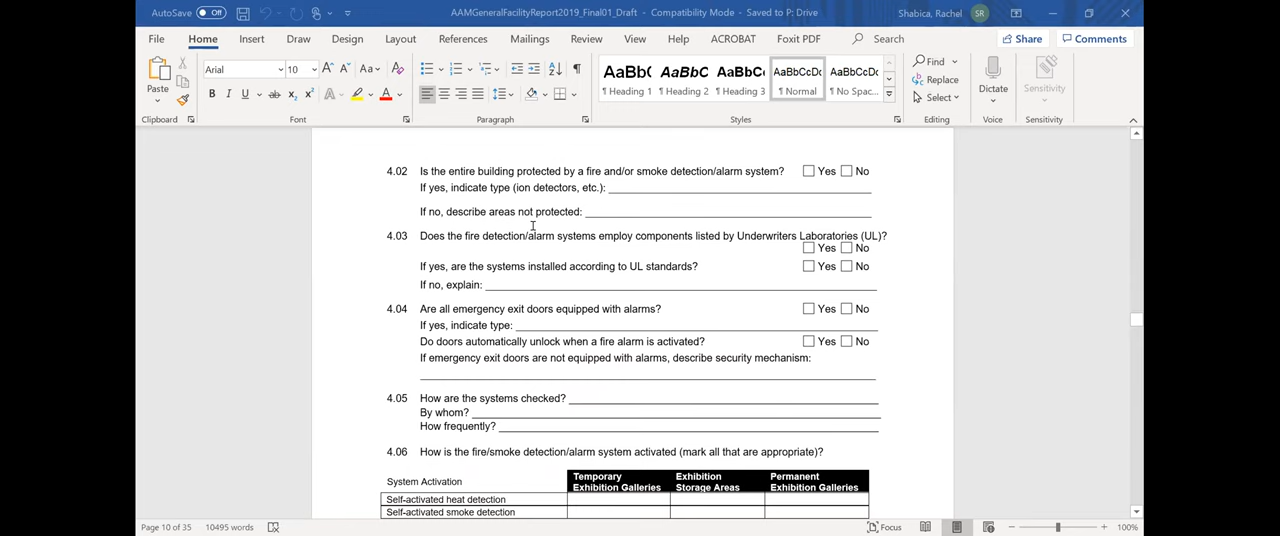 AutoSave Off AAMGeneralFacilityReport2019_Final01_Draft - Compatibility Mode - Saved to P: Drive Shabica, Rachel SR
File Home Insert Draw Design Layout References Mailings Review View Help ACROBAT Foxit PDF Search Share Comments
Arial 10 Aa AaBbC AaBbCc AaBbCc AaBbCcDc AaBbCcDc Find
Paste B I U ab x₂ x² A A ¶ Heading 1 ¶ Heading 2 ¶ Heading 3 ¶ Normal ¶ No Spac... Replace Select Dictate Sensitivity
Clipboard Font Paragraph Styles Editing Voice Sensitivity
4.02 Is the entire building protected by a fire and/or smoke detection/alarm system? Yes No
If yes, indicate type (ion detectors, etc.):
If no, describe areas not protected:
4.03 Does the fire detection/alarm systems employ components listed by Underwriters Laboratories (UL)?
Yes No
If yes, are the systems installed according to UL standards? Yes No
If no, explain:
4.04 Are all emergency exit doors equipped with alarms? Yes No
If yes, indicate type:
Do doors automatically unlock when a fire alarm is activated? Yes No
If emergency exit doors are not equipped with alarms, describe security mechanism:
4.05 How are the systems checked?
By whom?
How frequently?
4.06 How is the fire/smoke detection/alarm system activated (mark all that are appropriate)?
System Activation Temporary Exhibition Galleries Exhibition Storage Areas Permanent Exhibition Galleries
Self-activated heat detection
Self-activated smoke detection
Page 10 of 35 10495 words Focus 100%